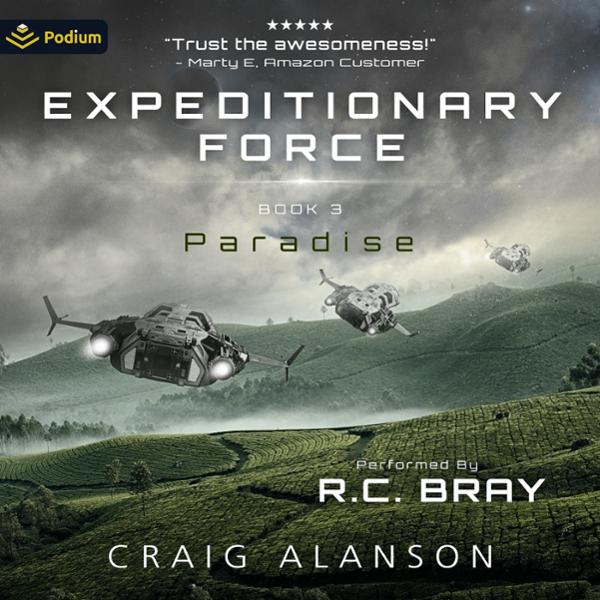 Podium
★★★★★
"Trust the awesomeness!"
- Marty E, Amazon Customer
EXPEDITIONARY
FORCE
BOOK 3
Paradise
Performed By
R.C. BRAY
CRAIG ALANSON